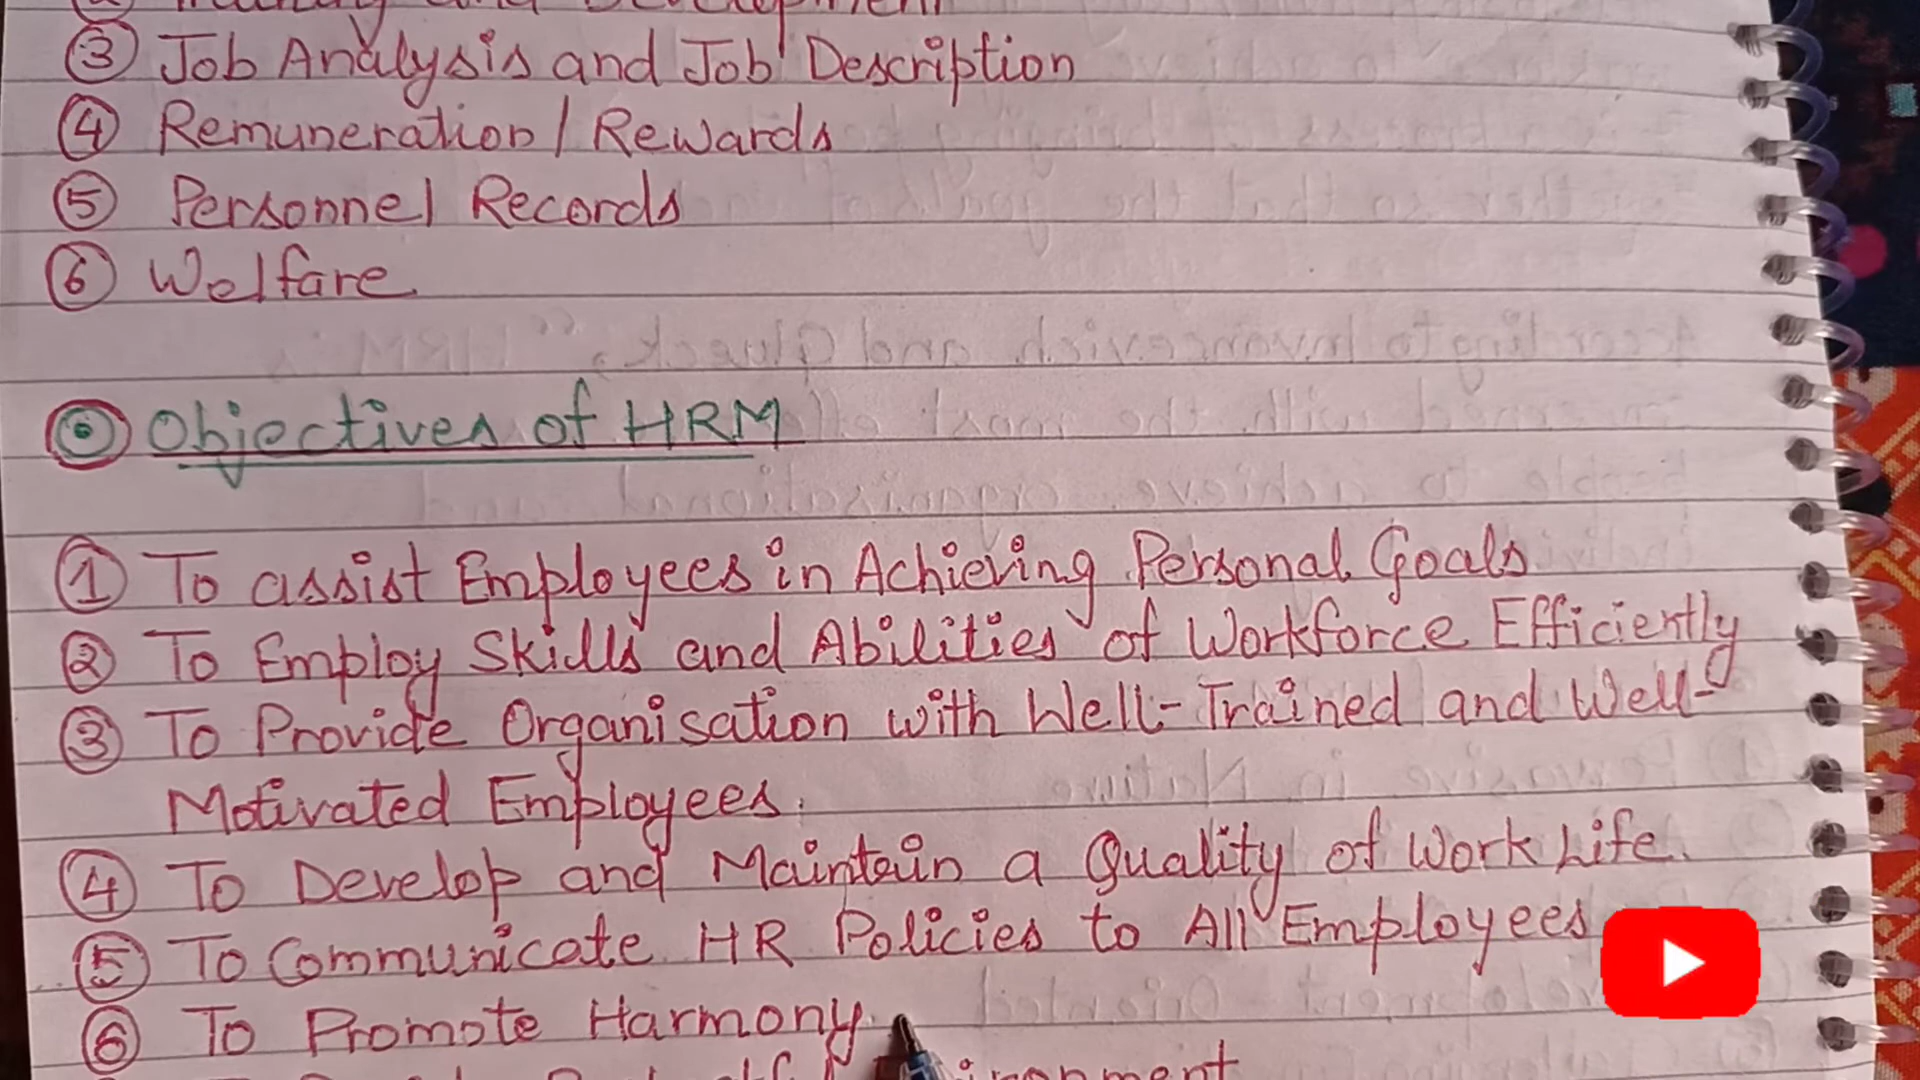 Training and Development
③ Job Analysis and Job Description
④ Remuneration / Rewards
⑤ Personnel Records
⑥ Welfare
Objectives of HRM
① To assist Employees in Achieving Personal Goals
② To Employ Skills and Abilities of Workforce Efficiently
③ To Provide Organisation with Well-Trained and Well-
Motivated Employees.
④ To Develop and Maintain a Quality of Work Life.
⑤ To Communicate HR Policies to All Employees
⑥ To Promote Harmony.